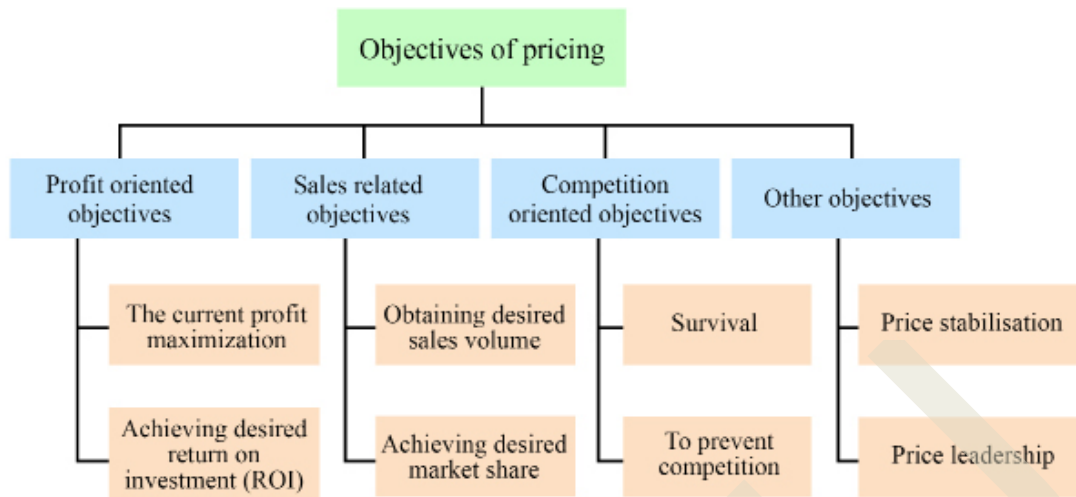 Objectives of pricing
Profit oriented
objectives
Sales related
objectives
Competition
oriented objectives
Other objectives
The current profit
maximization
Obtaining desired
sales volume
Survival
Price stabilisation
Achieving desired
return on
investment (ROI)
Achieving desired
market share
To prevent
competition
Price leadership